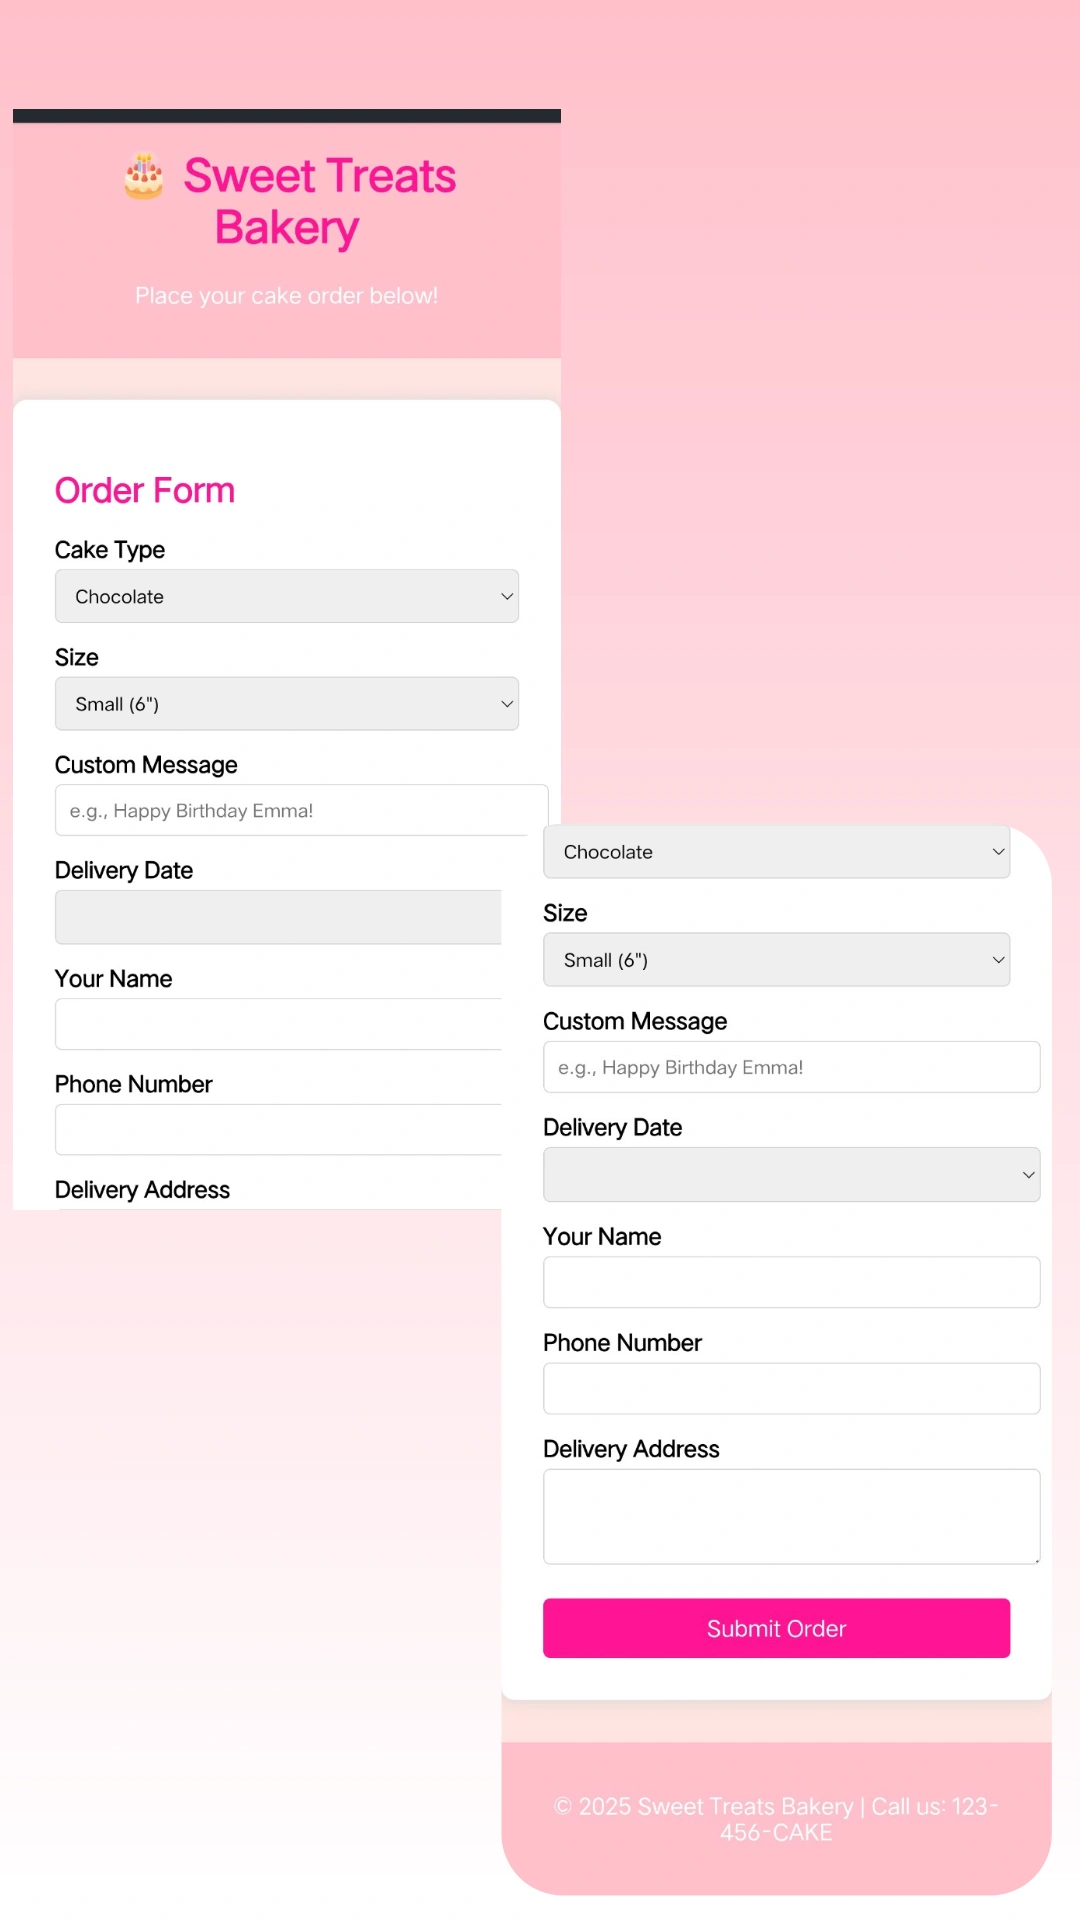 🎂 Sweet Treats
Bakery
Place your cake order below!
Order Form
Cake Type
Chocolate
Size
Small (6")
Custom Message
e.g., Happy Birthday Emma!
Delivery Date
Your Name
Phone Number
Delivery Address
Chocolate
Size
Small (6")
Custom Message
e.g., Happy Birthday Emma!
Delivery Date
Your Name
Phone Number
Delivery Address
Submit Order
© 2025 Sweet Treats Bakery | Call us: 123-
456-CAKE